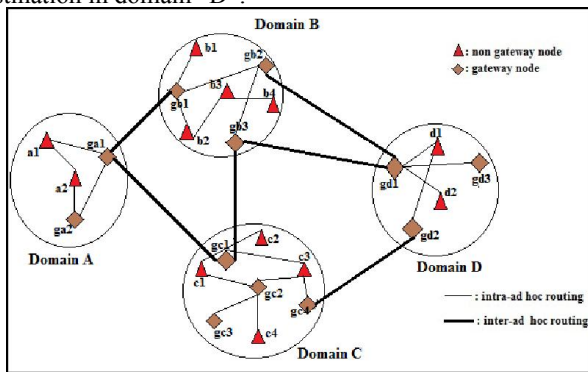 Domain B
gb2
b1
: non gateway node
: gateway node
b3
b4
b2
gb3
a1
ga1
a2
ga2
Domain A
d1
gd1
gd3
d2
gd2
Domain D
c2
gc1
c3
c1
gc2
gc4
gc3
c4
Domain C
: intra-ad hoc routing
: inter-ad hoc routing